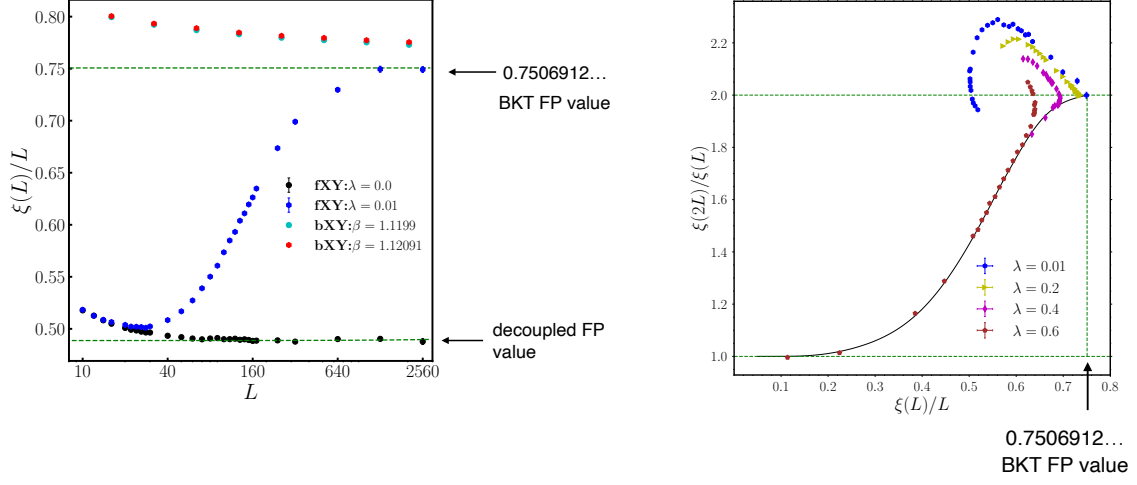 0.80
0.75
0.70
0.65
0.60
0.55
0.50
ξ(L)/L
10
40
160
640
2560
L
fXY:λ = 0.0
fXY:λ = 0.01
bXY:β = 1.1199
bXY:β = 1.12091
0.7506912…
BKT FP value
decoupled FP
value
2.2
2.0
1.8
1.6
1.4
1.2
1.0
ξ(2L)/ξ(L)
0.1
0.2
0.3
0.4
0.5
0.6
0.7
0.8
ξ(L)/L
λ = 0.01
λ = 0.2
λ = 0.4
λ = 0.6
0.7506912…
BKT FP value